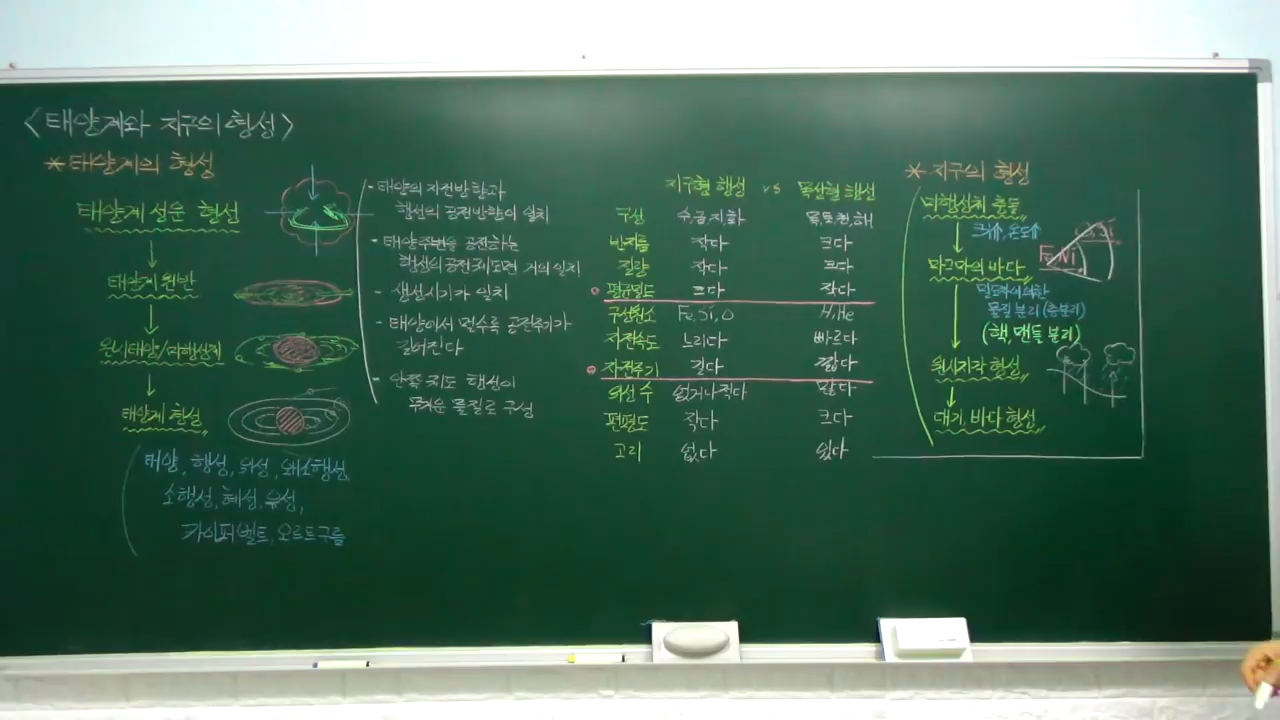 <태양계와 지구의 형성>
*태양계의 형성
태양계 성운 형성
태양계 원반
원시태양/미행성체
태양계 형성
태양, 행성, 위성, 왜소행성,
소행성, 혜성, 유성,
카이퍼벨트, 오르트구름
- 태양의 자전방향과
행성의 공전방향이 일치
- 태양주변을 공전하는
행성의 공전궤도면 거의 일치
- 생성시기가 일치
- 태양에서 멀수록 공전주기가
길어진다
- 안쪽 궤도 행성이
무거운 물질로 구성
지구형 행성 vs 목성형 행성
구성 수금지화 목토천해
반지름 작다 크다
질량 작다 크다
평균밀도 크다 작다
구성원소 Fe, Si, O H, He
자전속도 느리다 빠르다
자전주기 길다 짧다
위성 수 없거나 적다 많다
편평도 작다 크다
고리 없다 있다
* 지구의 형성
미행성체 충돌
크기↑, 온도↑
마그마의 바다
밀도차에 의한
물질 분리 (층분리)
(핵, 맨틀 분리)
원시지각 형성
대기, 바다 형성
Fe, Ni
Si